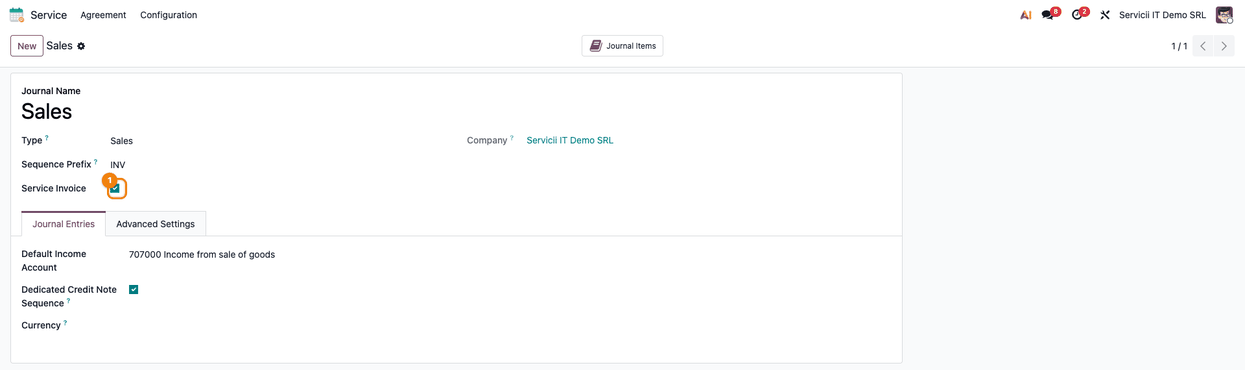 Service Agreement Configuration AI 8 2 Servicii IT Demo SRL
New Sales Journal Items 1 / 1
Journal Name
Sales
Type ? Sales Company ? Servicii IT Demo SRL
Sequence Prefix ? INV
1
Service Invoice
Journal Entries Advanced Settings
Default Income Account 707000 Income from sale of goods
Dedicated Credit Note Sequence ?
Currency ?